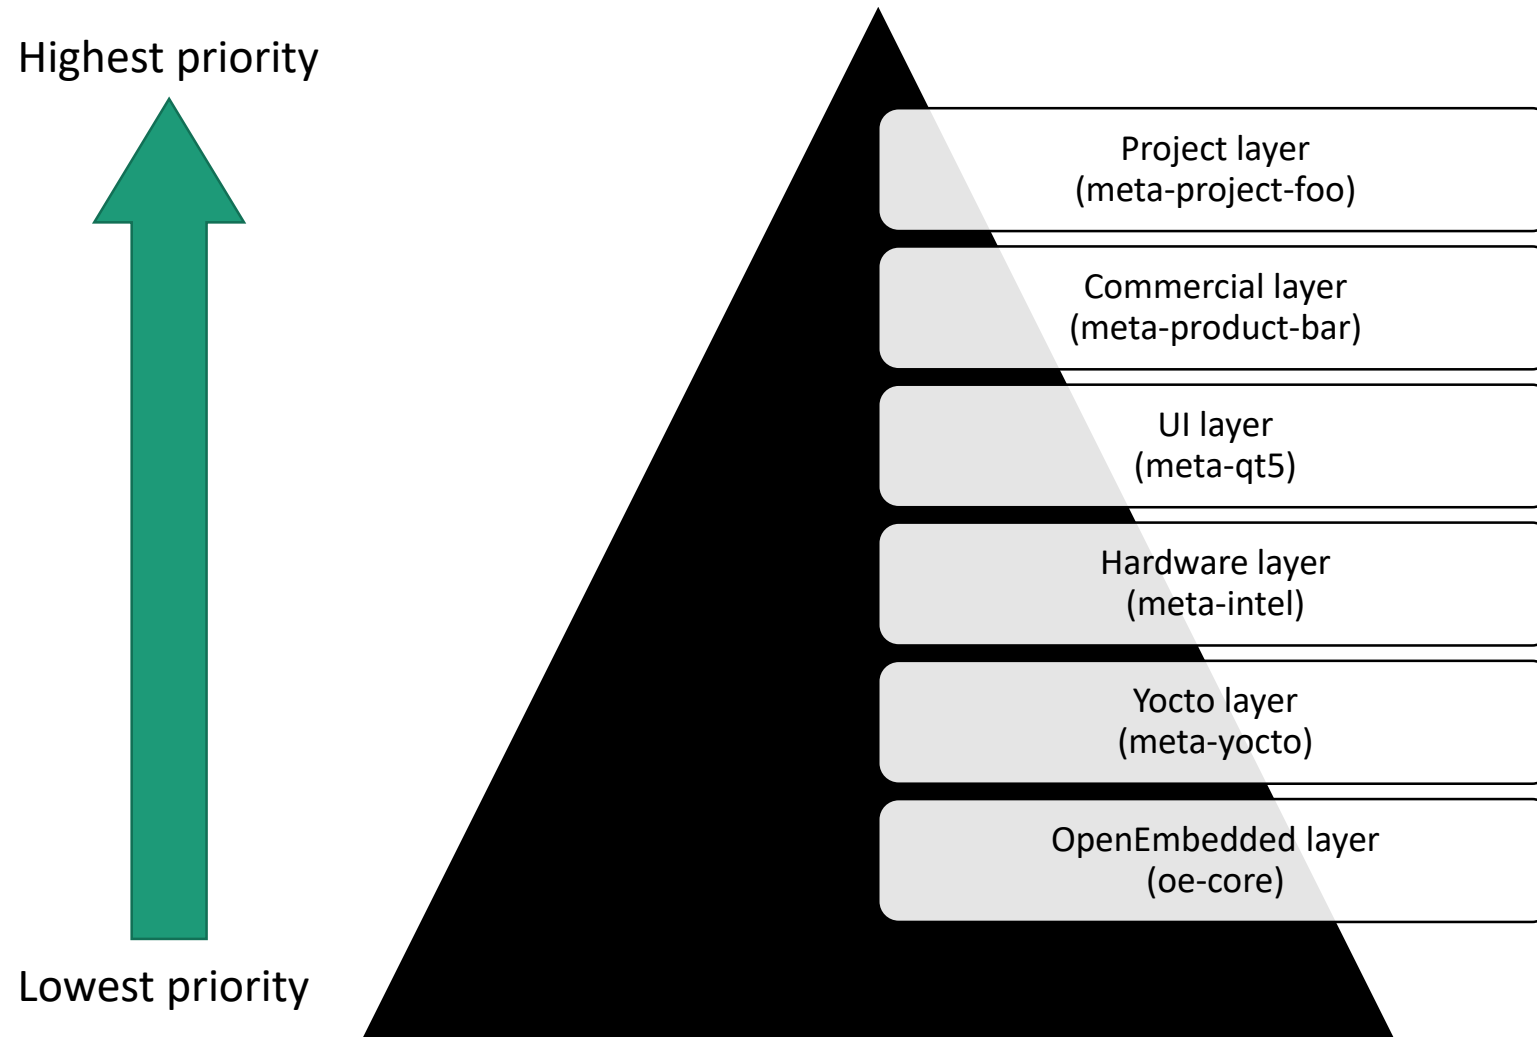 Highest priority
Project layer
(meta-project-foo)
Commercial layer
(meta-product-bar)
UI layer
(meta-qt5)
Hardware layer
(meta-intel)
Yocto layer
(meta-yocto)
OpenEmbedded layer
(oe-core)
Lowest priority